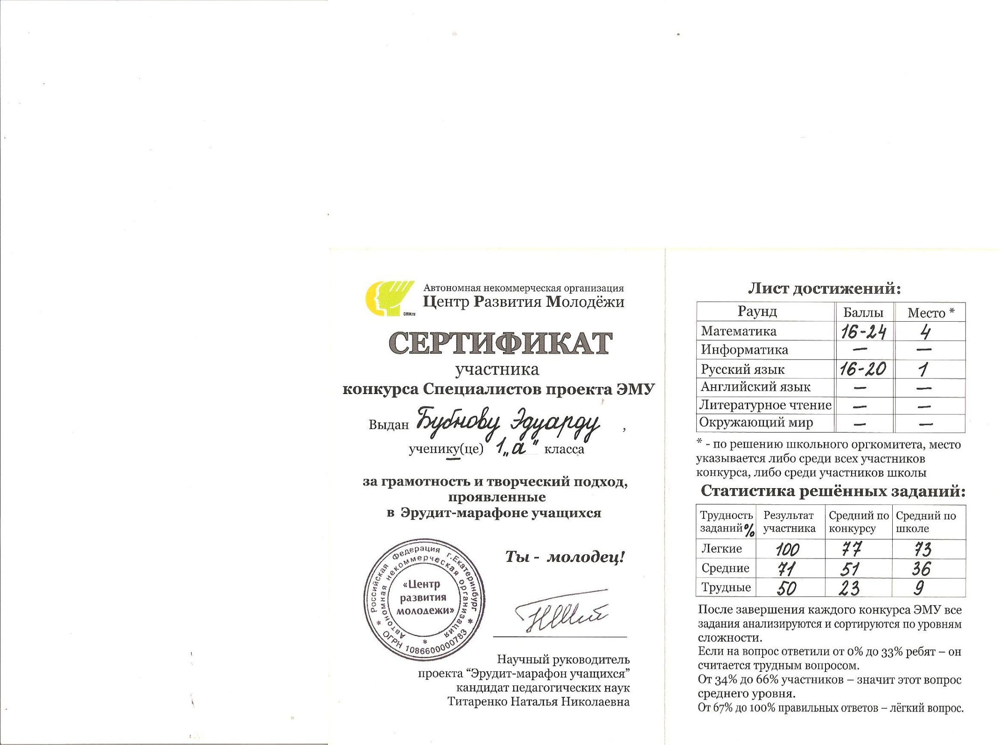 Автономная некоммерческая организация
Центр Развития Молодёжи
CERM.ru
СЕРТИФИКАТ
участника
конкурса Специалистов проекта ЭМУ
Выдан Бубнову Эдуарду ,
ученику(це) 1 „а" класса
за грамотность и творческий подход,
проявленные
в Эрудит-марафоне учащихся
Ты - молодец!
* Российская Федерация г.Екатеринбург *
ОГРН 1086600000783
Автономная некоммерческая организация *
«Центр
развития
молодежи»
Научный руководитель
проекта “Эрудит-марафон учащихся”
кандидат педагогических наук
Титаренко Наталья Николаевна
Лист достижений:
Раунд Баллы Место *
Математика 16-24 4
Информатика — —
Русский язык 16-20 1
Английский язык — —
Литературное чтение — —
Окружающий мир — —
* - по решению школьного оргкомитета, место
указывается либо среди всех участников
конкурса, либо среди участников школы
Статистика решённых заданий:
Трудность Результат Средний по Средний по
заданий % участника конкурсу школе
Легкие 100 77 73
Средние 71 51 36
Трудные 50 23 9
После завершения каждого конкурса ЭМУ все
задания анализируются и сортируются по уровням
сложности.
Если на вопрос ответили от 0% до 33% ребят – он
считается трудным вопросом.
От 34% до 66% участников – значит этот вопрос
среднего уровня.
От 67% до 100% правильных ответов – лёгкий вопрос.